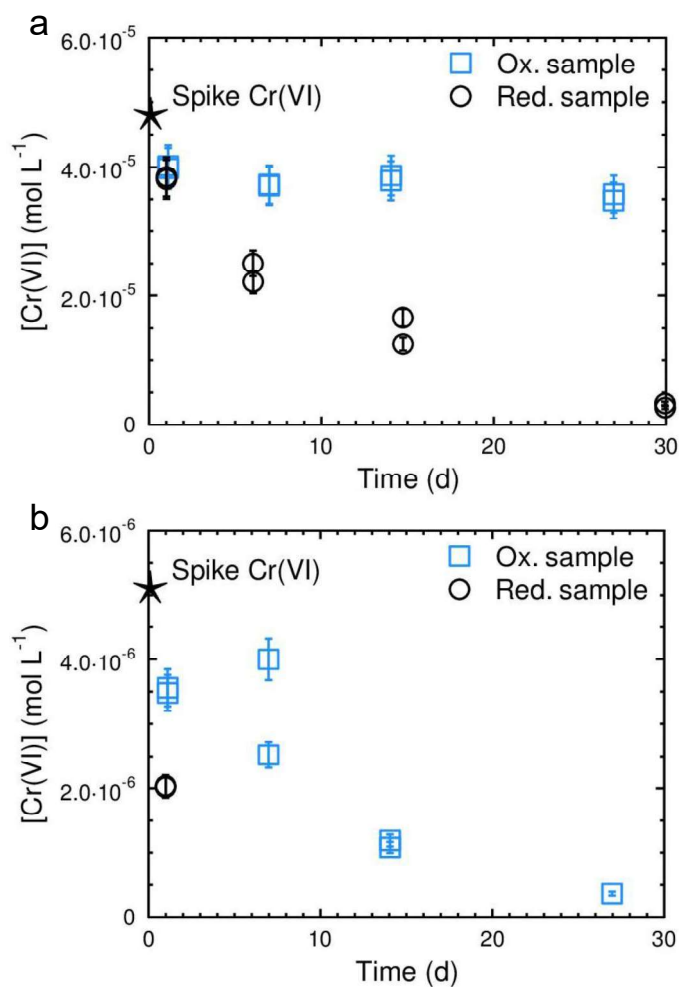 a
6.0·10⁻⁵
Ox. sample
Red. sample
Spike Cr(VI)
4.0·10⁻⁵
2.0·10⁻⁵
0
[Cr(VI)] (mol L⁻¹)
0 10 20 30
Time (d)
b
6.0·10⁻⁶
Ox. sample
Red. sample
Spike Cr(VI)
4.0·10⁻⁶
2.0·10⁻⁶
0
[Cr(VI)] (mol L⁻¹)
0 10 20 30
Time (d)